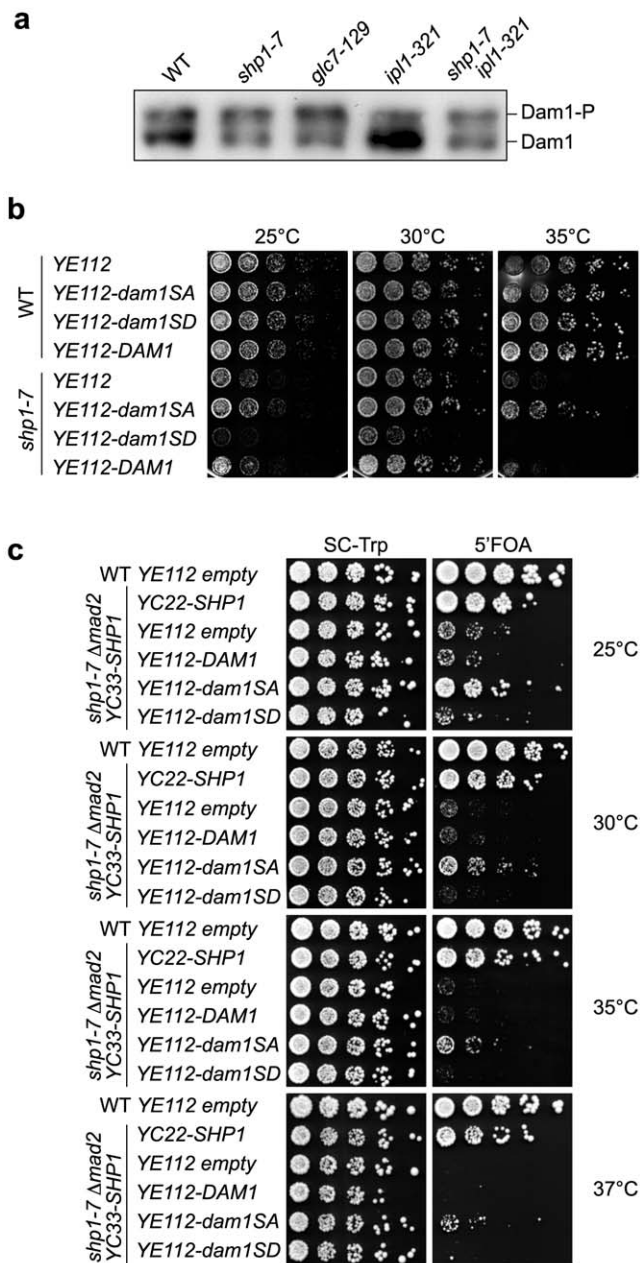 a
WT
shp1-7
glc7-129
ipl1-321
shp1-7
ipl1-321
Dam1-P
Dam1
b
25°C 30°C 35°C
WT
YE112
YE112-dam1SA
YE112-dam1SD
YE112-DAM1
shp1-7
YE112
YE112-dam1SA
YE112-dam1SD
YE112-DAM1
c
SC-Trp 5'FOA
WT YE112 empty
shp1-7 Δmad2
YC33-SHP1
YC22-SHP1
YE112 empty
YE112-DAM1
YE112-dam1SA
YE112-dam1SD
25°C
WT YE112 empty
shp1-7 Δmad2
YC33-SHP1
YC22-SHP1
YE112 empty
YE112-DAM1
YE112-dam1SA
YE112-dam1SD
30°C
WT YE112 empty
shp1-7 Δmad2
YC33-SHP1
YC22-SHP1
YE112 empty
YE112-DAM1
YE112-dam1SA
YE112-dam1SD
35°C
WT YE112 empty
shp1-7 Δmad2
YC33-SHP1
YC22-SHP1
YE112 empty
YE112-DAM1
YE112-dam1SA
YE112-dam1SD
37°C